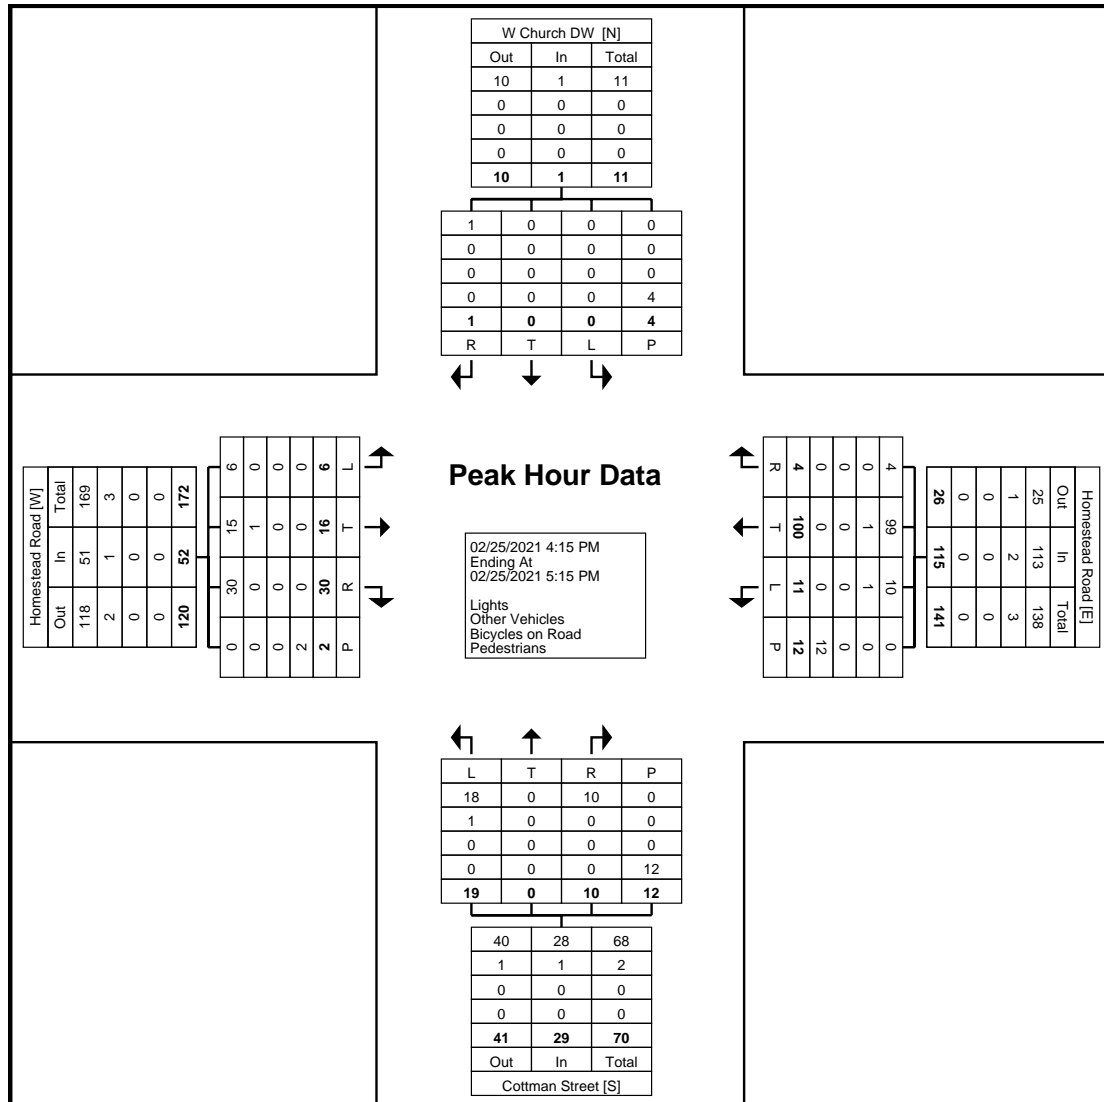 W Church DW [N]
Out In Total
10 1 11
0 0 0
0 0 0
0 0 0
10 1 11
1 0 0 0
0 0 0 0
0 0 0 0
0 0 0 4
1 0 0 4
R T L P
Homestead Road [W]
Total 169 3 0 0 172
In 51 1 0 0 52
Out 118 2 0 0 120
6 0 0 0 6 L
15 1 0 0 16 T
30 0 0 0 30 R
0 0 0 2 2 P
Peak Hour Data
02/25/2021 4:15 PM
Ending At
02/25/2021 5:15 PM
Lights
Other Vehicles
Bicycles on Road
Pedestrians
R 4 0 0 0 4
T 100 0 0 1 99
L 11 0 0 1 10
P 12 12 0 0 0
Homestead Road [E]
Out 25 1 0 0 26
In 113 2 0 0 115
Total 138 3 0 0 141
L T R P
18 0 10 0
1 0 0 0
0 0 0 0
0 0 0 12
19 0 10 12
40 28 68
1 1 2
0 0 0
0 0 0
41 29 70
Out In Total
Cottman Street [S]